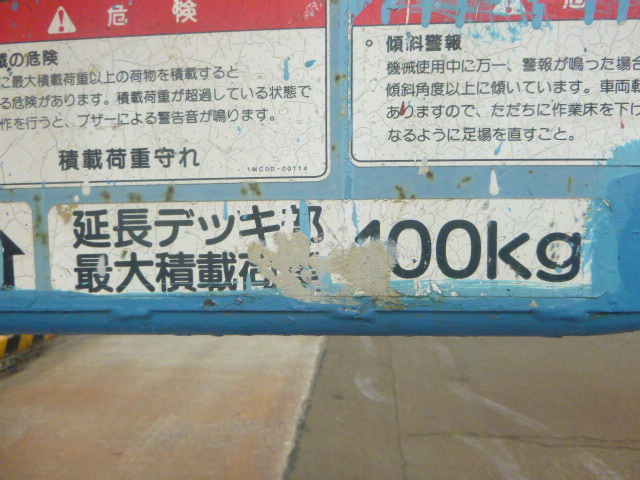 危 険
載の危険
に最大積載荷重以上の荷物を積載すると
る危険があります。積載荷重が超過している状態で
作を行うと、ブザーによる警告音が鳴ります。
積載荷重守れ
1MC00-00114
危
傾斜警報
機械使用中に万一、警報が鳴った場合
傾斜角度以上に傾いています。車両転
ありますので、ただちに作業床を下げ
なるように足場を直すこと。
延長デッキ部
最大積載荷重
400kg